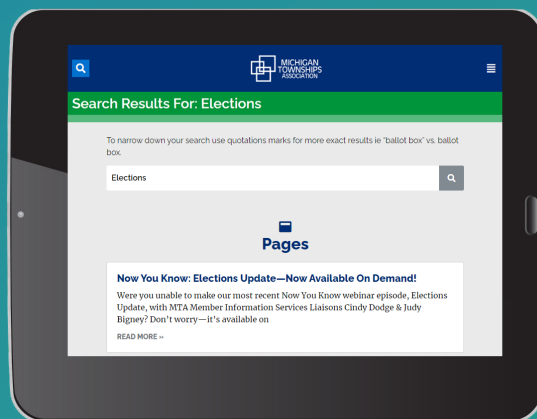 MICHIGAN
TOWNSHIPS
ASSOCIATION
Search Results For: Elections
To narrow down your search use quotations marks for more exact results ie "ballot box" vs. ballot
box.
Elections
Pages
Now You Know: Elections Update—Now Available On Demand!
Were you unable to make our most recent Now You Know webinar episode, Elections
Update, with MTA Member Information Services Liaisons Cindy Dodge & Judy
Bigney? Don't worry—it's available on
READ MORE »